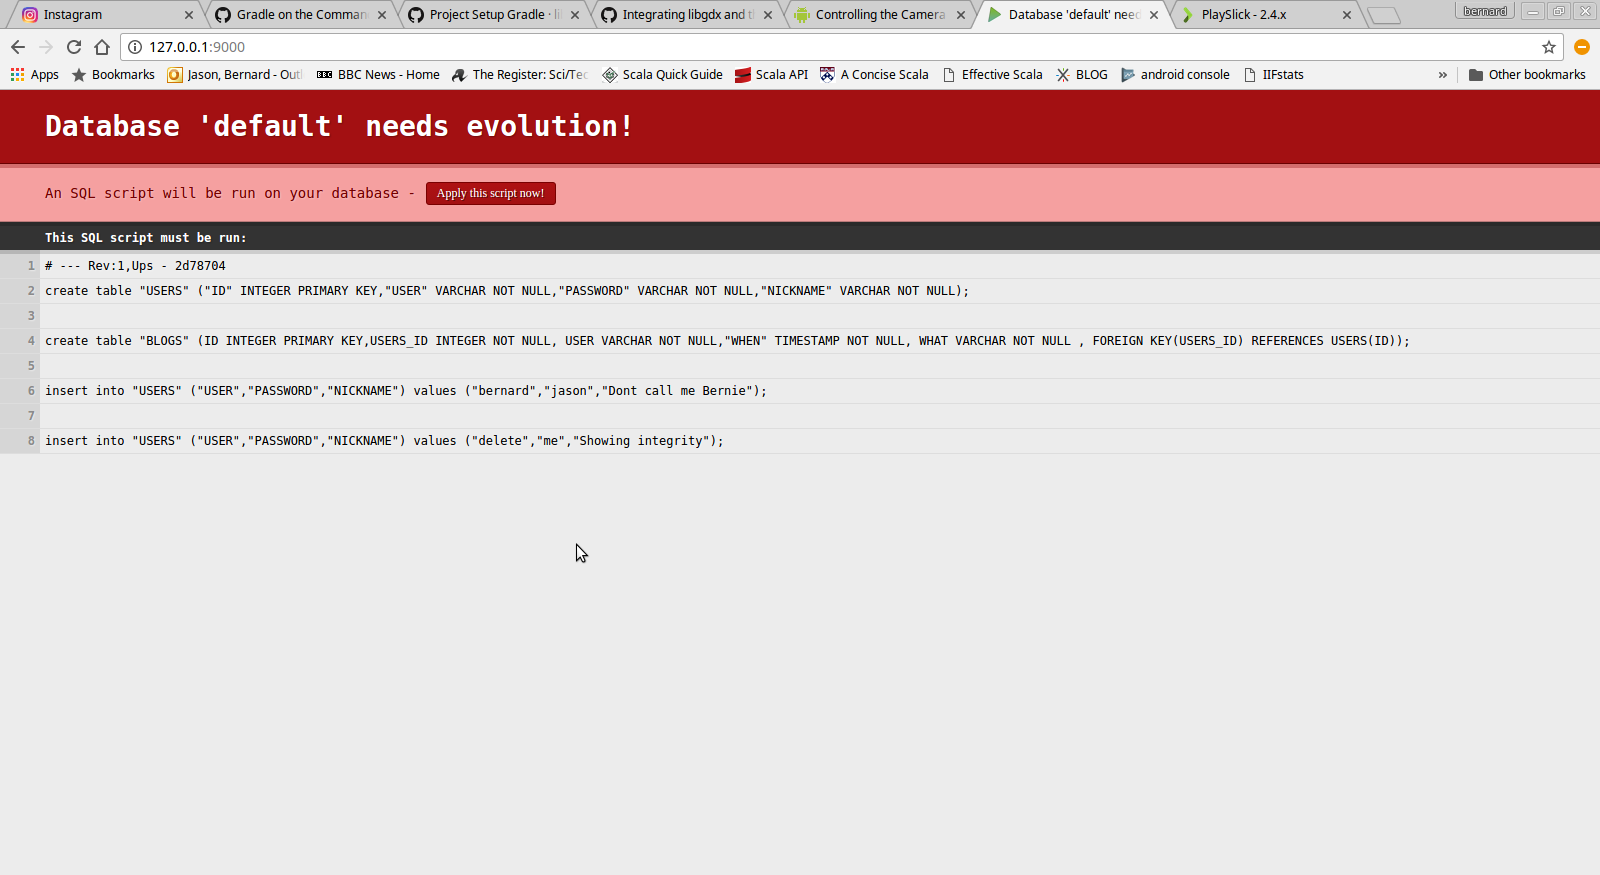 Instagram
Gradle on the Comman
Project Setup Gradle · li
Integrating libgdx and t
Controlling the Camera
Database 'default' need
PlaySlick - 2.4.x
bernard
127.0.0.1:9000
Apps
Bookmarks
Jason, Bernard - Out
BBC News - Home
The Register: Sci/Tec
Scala Quick Guide
Scala API
A Concise Scala
Effective Scala
BLOG
android console
IIFstats
»
Other bookmarks
Database 'default' needs evolution!
An SQL script will be run on your database - Apply this script now!
This SQL script must be run:
1 # --- Rev:1,Ups - 2d78704
2 create table "USERS" ("ID" INTEGER PRIMARY KEY,"USER" VARCHAR NOT NULL,"PASSWORD" VARCHAR NOT NULL,"NICKNAME" VARCHAR NOT NULL);
3
4 create table "BLOGS" (ID INTEGER PRIMARY KEY,USERS_ID INTEGER NOT NULL, USER VARCHAR NOT NULL,"WHEN" TIMESTAMP NOT NULL, WHAT VARCHAR NOT NULL , FOREIGN KEY(USERS_ID) REFERENCES USERS(ID));
5
6 insert into "USERS" ("USER","PASSWORD","NICKNAME") values ("bernard","jason","Dont call me Bernie");
7
8 insert into "USERS" ("USER","PASSWORD","NICKNAME") values ("delete","me","Showing integrity");